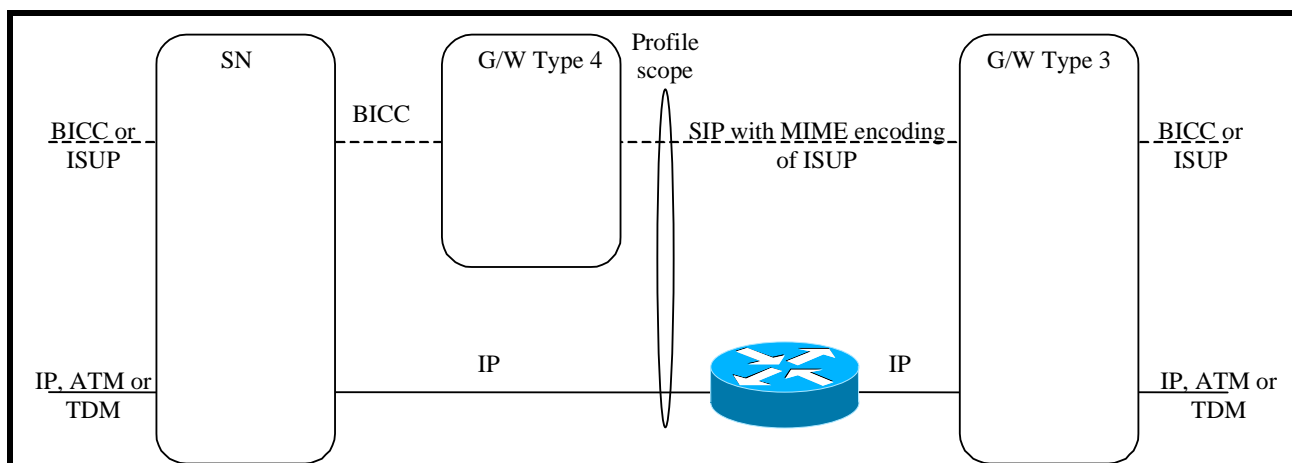 SN
G/W Type 4
Profile
scope
G/W Type 3
BICC or
ISUP
BICC
SIP with MIME encoding
of ISUP
BICC or
ISUP
IP, ATM or
TDM
IP
IP
IP, ATM or
TDM